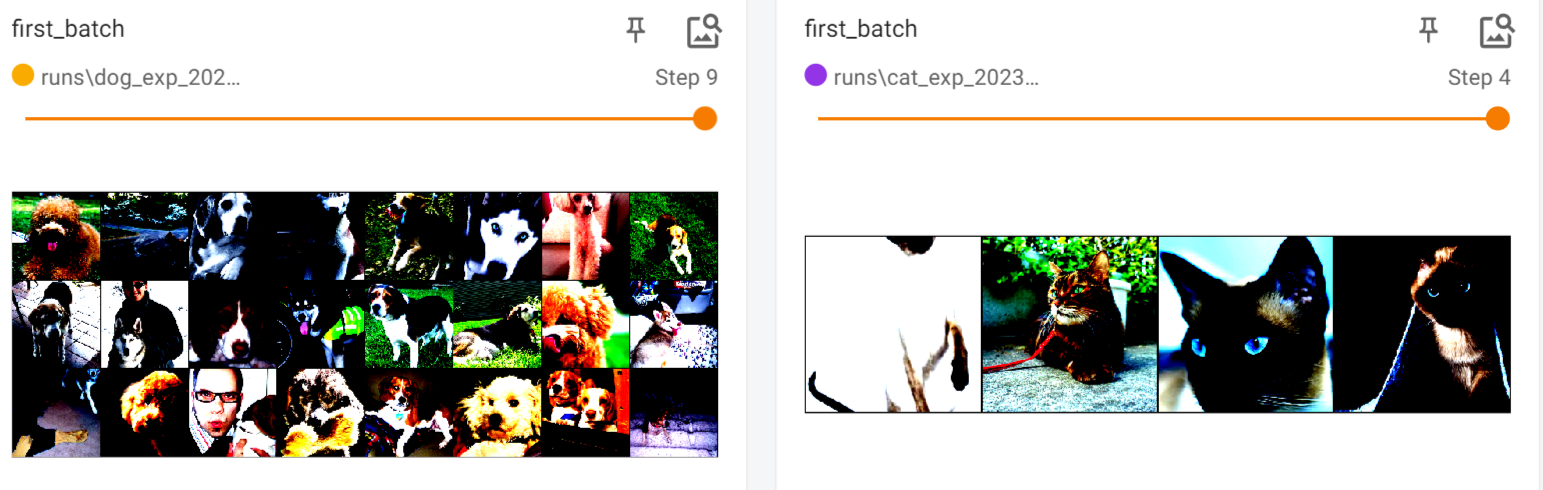 first_batch
runs\dog_exp_202...
Step 9
first_batch
runs\cat_exp_2023...
Step 4